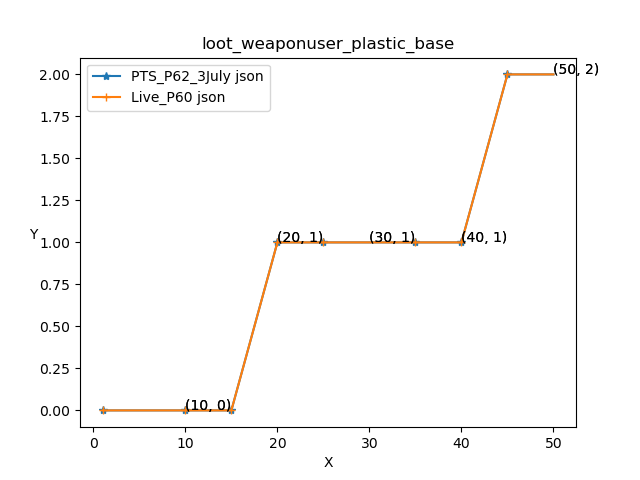 loot_weaponuser_plastic_base
PTS_P62_3July json
Live_P60 json
2.00
1.75
1.50
1.25
1.00
0.75
0.50
0.25
0.00
Y
(50, 2)
(20, 1) (30, 1) (40, 1)
(10, 0)
0 10 20 30 40 50
X